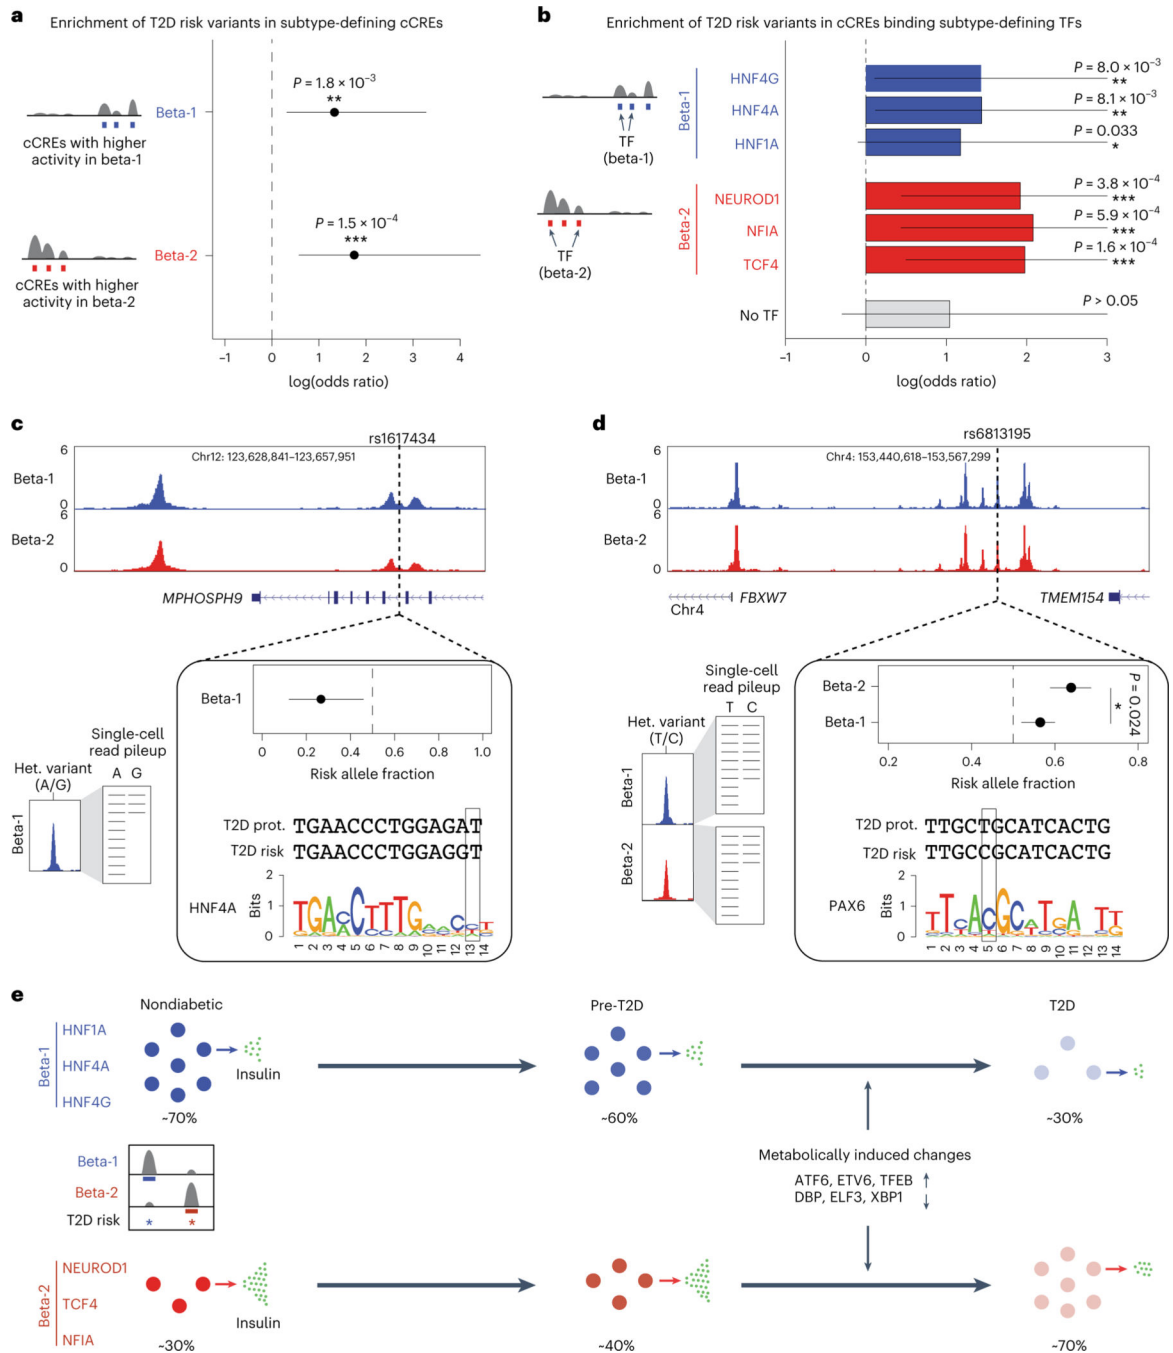 a
Enrichment of T2D risk variants in subtype-defining cCREs
P = 1.8 × 10⁻³
**
Beta-1
cCREs with higher
activity in beta-1
P = 1.5 × 10⁻⁴
***
Beta-2
cCREs with higher
activity in beta-2
−1 0 1 2 3 4
log(odds ratio)
b
Enrichment of T2D risk variants in cCREs binding subtype-defining TFs
TF
(beta-1)
Beta-1
HNF4G
P = 8.0 × 10⁻³
**
HNF4A
P = 8.1 × 10⁻³
**
HNF1A
P = 0.033
*
TF
(beta-2)
Beta-2
NEUROD1
P = 3.8 × 10⁻⁴
***
NFIA
P = 5.9 × 10⁻⁴
***
TCF4
P = 1.6 × 10⁻⁴
***
No TF
P > 0.05
−1 0 1 2 3
log(odds ratio)
c
rs1617434
Chr12: 123,628,841–123,657,951
6
Beta-1
0
6
Beta-2
0
MPHOSPH9
Beta-1
0 0.2 0.4 0.6 0.8 1.0
Risk allele fraction
Single-cell
read pileup
Het. variant
(A/G)
A G
Beta-1
T2D prot. TGAACCCTGGAGAT
T2D risk TGAACCCTGGAGGT
HNF4A
Bits
2
1
0
1 2 3 4 5 6 7 8 9 10 11 12 13 14
d
rs6813195
Chr4: 153,440,618–153,567,299
6
Beta-1
0
6
Beta-2
0
Chr4
FBXW7
TMEM154
Single-cell
read pileup
T C
Het. variant
(T/C)
Beta-1
Beta-2
Beta-2
Beta-1
*
P = 0.024
0.2 0.4 0.6 0.8
Risk allele fraction
T2D prot. TTGCTGCATCACTG
T2D risk TTGCCGCATCACTG
PAX6
Bits
2
1
0
1 2 3 4 5 6 7 8 9 10 11 12 13 14
e
Nondiabetic
Pre-T2D
T2D
Beta-1
HNF1A
HNF4A
HNF4G
Insulin
~70%
~60%
~30%
Beta-1
Beta-2
T2D risk * *
Metabolically induced changes
ATF6, ETV6, TFEB ↑
DBP, ELF3, XBP1 ↓
Beta-2
NEUROD1
TCF4
NFIA
Insulin
~30%
~40%
~70%